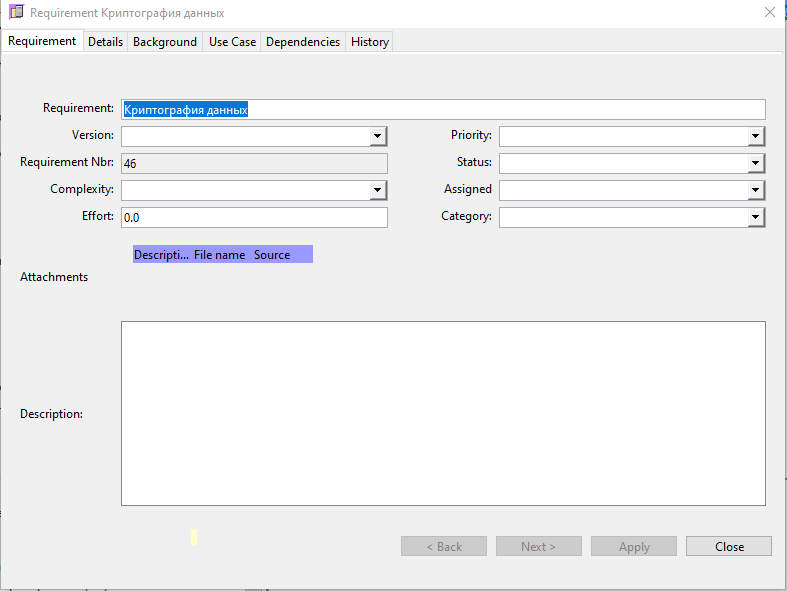 Requirement Криптография данных
Requirement Details Background Use Case Dependencies History
Requirement: Криптография данных
Version: Priority:
Requirement Nbr: 46 Status:
Complexity: Assigned
Effort: 0.0 Category:
Descripti... File name Source
Attachments
Description:
< Back Next > Apply Close